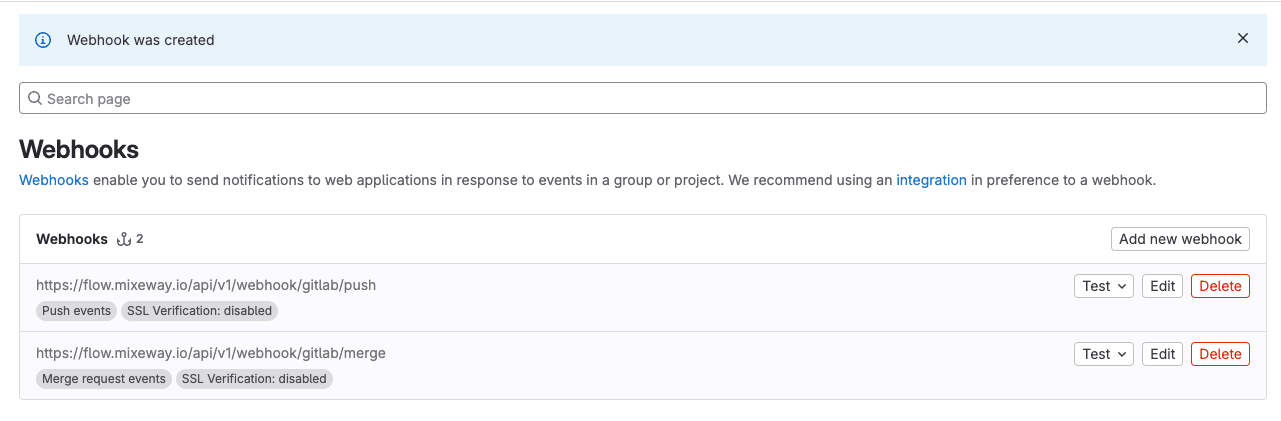 Webhook was created
Search page
Webhooks
Webhooks enable you to send notifications to web applications in response to events in a group or project. We recommend using an integration in preference to a webhook.
Webhooks 2 Add new webhook
https://flow.mixeway.io/api/v1/webhook/gitlab/push Test Edit Delete
Push events SSL Verification: disabled
https://flow.mixeway.io/api/v1/webhook/gitlab/merge Test Edit Delete
Merge request events SSL Verification: disabled